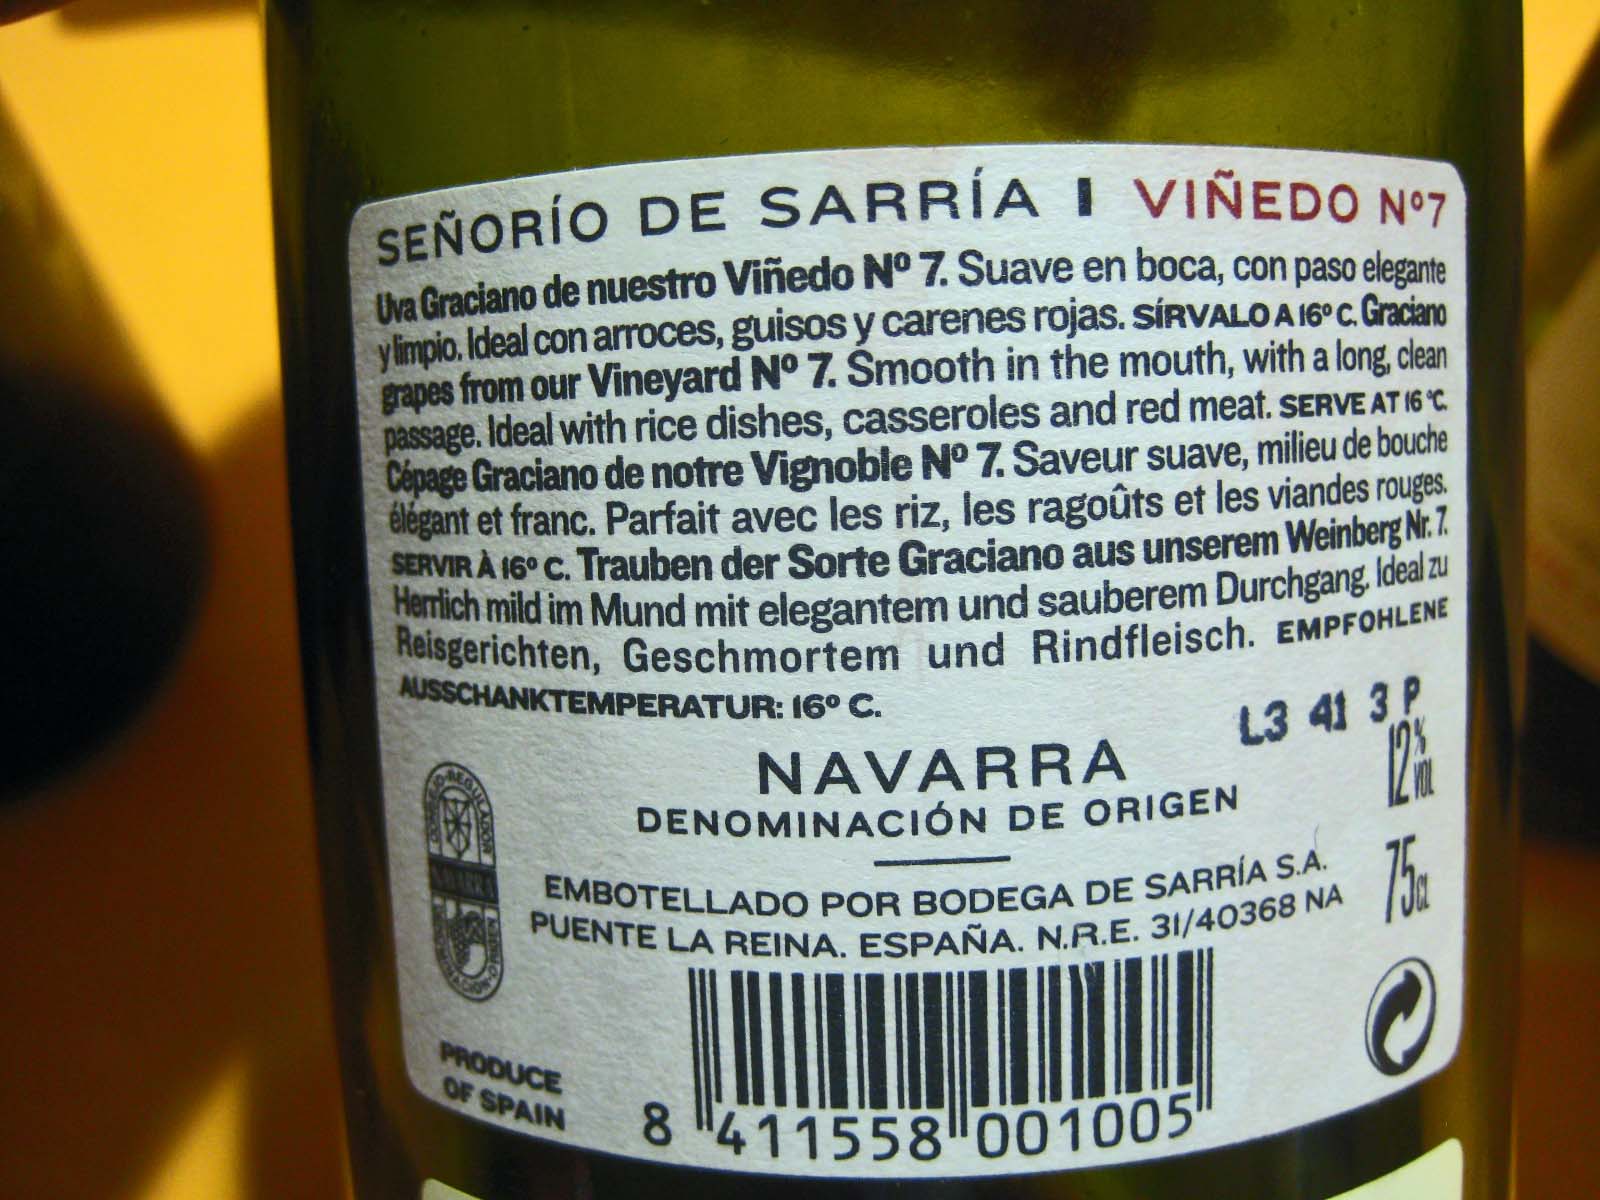 SEÑORÍO DE SARRÍA | VIÑEDO Nº7
Uva Graciano de nuestro Viñedo Nº 7. Suave en boca, con paso elegante
y limpio. Ideal con arroces, guisos y carenes rojas. SÍRVALO A 16º C. Graciano
grapes from our Vineyard Nº 7. Smooth in the mouth, with a long, clean
passage. Ideal with rice dishes, casseroles and red meat. SERVE AT 16 ºC.
Cépage Graciano de notre Vignoble Nº 7. Saveur suave, milieu de bouche
élégant et franc. Parfait avec les riz, les ragoûts et les viandes rouges.
SERVIR À 16º C. Trauben der Sorte Graciano aus unserem Weinberg Nr. 7.
Herrlich mild im Mund mit elegantem und sauberem Durchgang. Ideal zu
Reisgerichten, Geschmortem und Rindfleisch. EMPFOHLENE
AUSSCHANKTEMPERATUR: 16º C.
L3 41 3 P
NAVARRA
12% VOL
DENOMINACIÓN DE ORIGEN
CONSEJO REGULADOR
NAVARRA
DENOMINACIÓN
EMBOTELLADO POR BODEGA DE SARRÍA S.A.
75 CL
PUENTE LA REINA. ESPAÑA. N.R.E. 31/40368 NA
PRODUCE
OF SPAIN
8 411558 001005